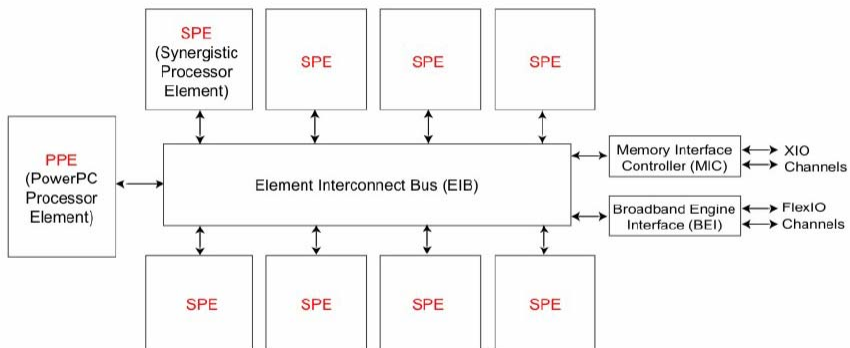 SPE
(Synergistic
Processor
Element)
SPE
SPE
SPE
PPE
(PowerPC
Processor
Element)
Element Interconnect Bus (EIB)
Memory Interface
Controller (MIC)
XIO
Channels
Broadband Engine
Interface (BEI)
FlexIO
Channels
SPE
SPE
SPE
SPE